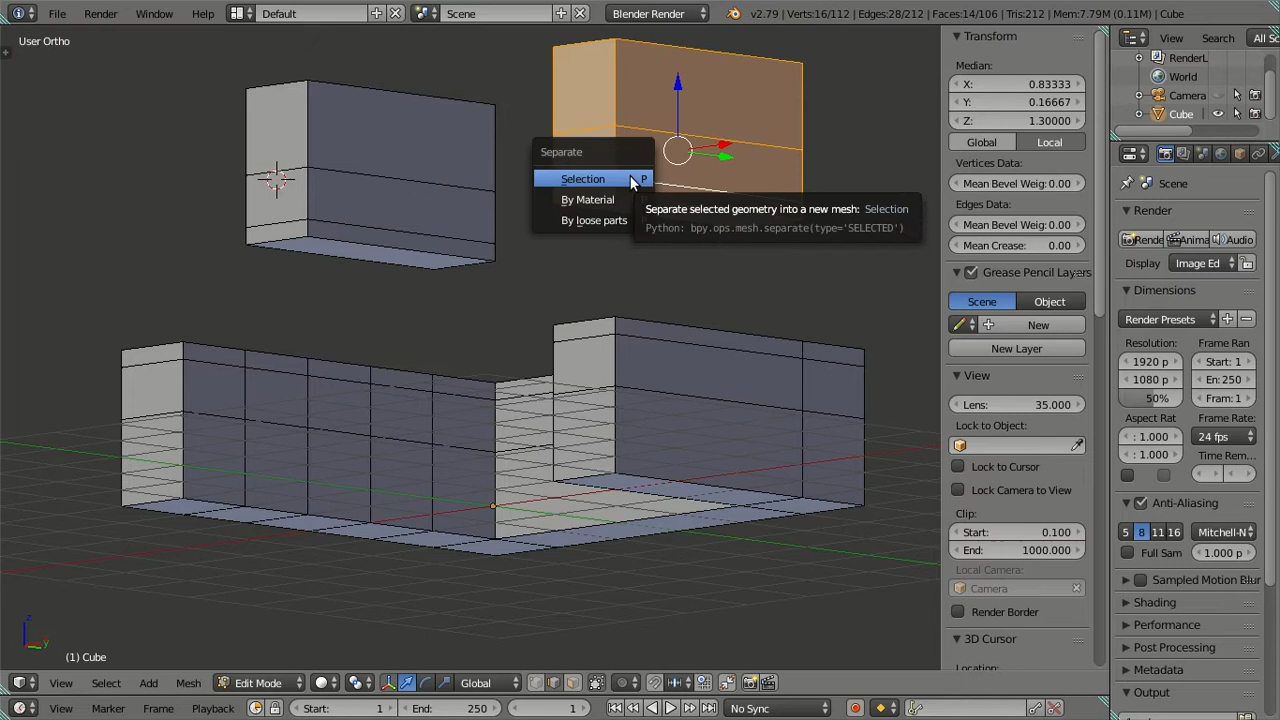 File Render Window Help Default Scene Blender Render v2.79 | Verts:16/112 | Edges:28/212 | Faces:14/106 | Tris:212 | Mem:7.79M (0.11M) | Cube
User Ortho
Separate
Selection P
By Material
By loose parts
Separate selected geometry into a new mesh: Selection
Python: bpy.ops.mesh.separate(type='SELECTED')
(1) Cube
z
y
Transform
Median:
X: 0.83333
Y: 0.16667
Z: 1.30000
Global Local
Vertices Data:
Mean Bevel Weig: 0.00
Edges Data:
Mean Bevel Weig: 0.00
Mean Crease: 0.00
Grease Pencil Layers
Scene Object
New
New Layer
View
Lens: 35.000
Lock to Object:
Lock to Cursor
Lock Camera to View
Clip:
Start: 0.100
End: 1000.000
Local Camera:
Camera
Render Border
3D Cursor
Location:
View Search All Sc
RenderL
World
Camera
Cube
Scene
Render
Rende Anima Audio
Display Image Ed
Dimensions
Render Presets
Resolution: Frame Ran
1920 p Start: 1
1080 p En: 250
50% Fram: 1
Aspect Rat Frame Rate:
: 1.000 24 fps
: 1.000 Time Rem...
Anti-Aliasing
5 8 11 16 Mitchell-N
Full Sam 1.000 p
Sampled Motion Blur
Shading
Performance
Post Processing
Metadata
Output
View Select Add Mesh Edit Mode Global
View Marker Frame Playback Start: 1 End: 250 1 No Sync